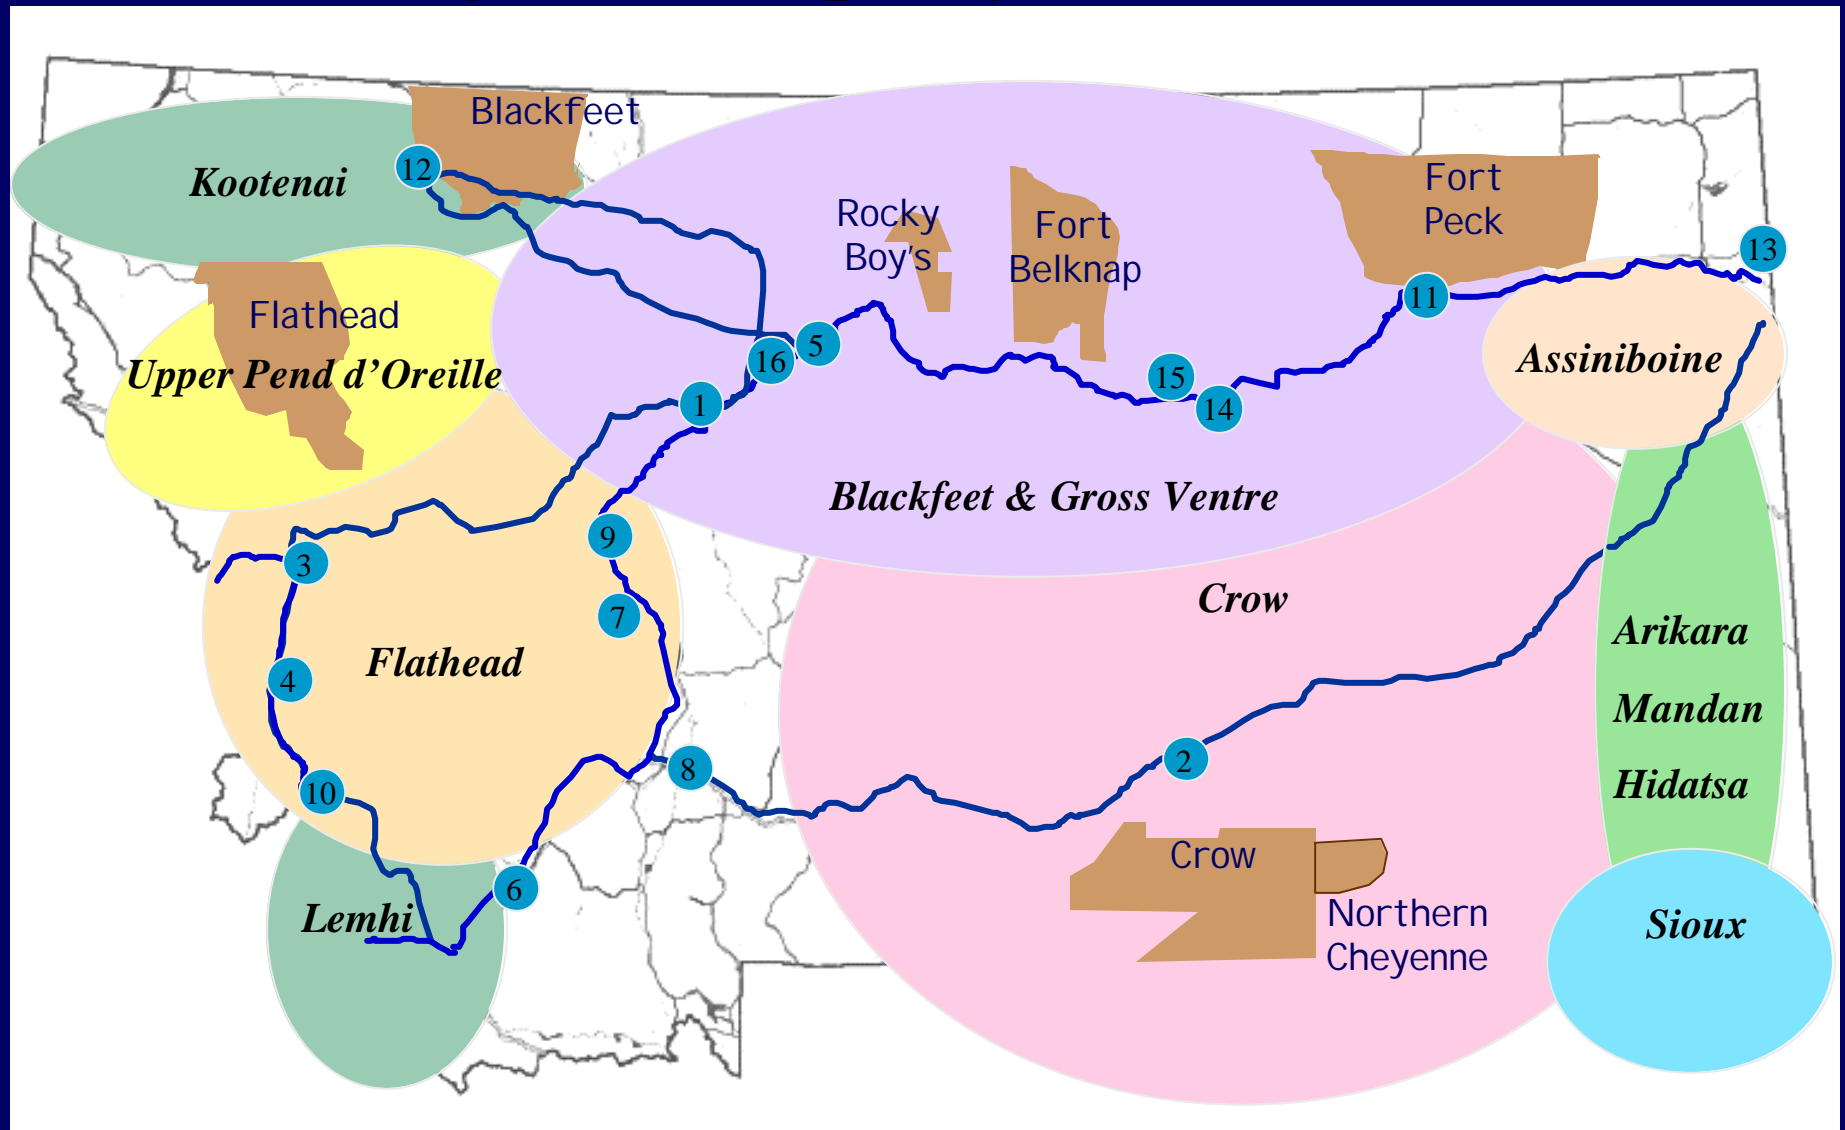 Blackfeet
12
Kootenai
Rocky
Boy's
Fort
Belknap
Fort
Peck
13
Flathead
Upper Pend d’Oreille
16
5
11
15
14
1
Assiniboine
Blackfeet & Gross Ventre
9
3
7
Crow
Arikara
Flathead
4
Mandan
8
2
10
Hidatsa
Crow
6
Lemhi
Northern
Cheyenne
Sioux